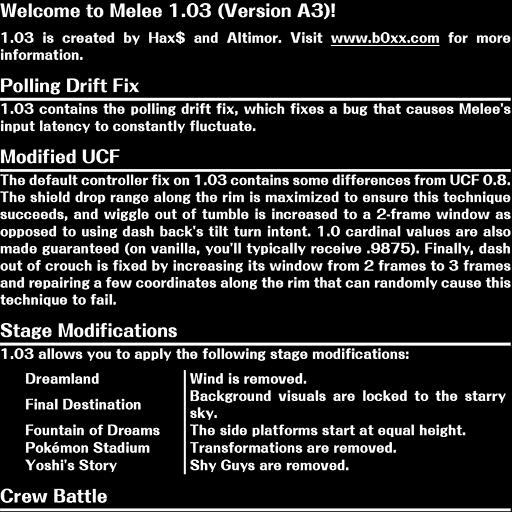 Welcome to Melee 1.03 (Version A3)!
1.03 is created by Hax$ and Altimor. Visit www.b0xx.com for more
information.
Polling Drift Fix
1.03 contains the polling drift fix, which fixes a bug that causes Melee's
input latency to constantly fluctuate.
Modified UCF
The default controller fix on 1.03 contains some differences from UCF 0.8.
The shield drop range along the rim is maximized to ensure this technique
succeeds, and wiggle out of tumble is increased to a 2-frame window as
opposed to using dash back's tilt turn intent. 1.0 cardinal values are also
made guaranteed (on vanilla, you'll typically receive .9875). Finally, dash
out of crouch is fixed by increasing its window from 2 frames to 3 frames
and repairing a few coordinates along the rim that can randomly cause this
technique to fail.
Stage Modifications
1.03 allows you to apply the following stage modifications:
Dreamland Wind is removed.
Final Destination Background visuals are locked to the starry
sky.
Fountain of Dreams The side platforms start at equal height.
Pokémon Stadium Transformations are removed.
Yoshi's Story Shy Guys are removed.
Crew Battle